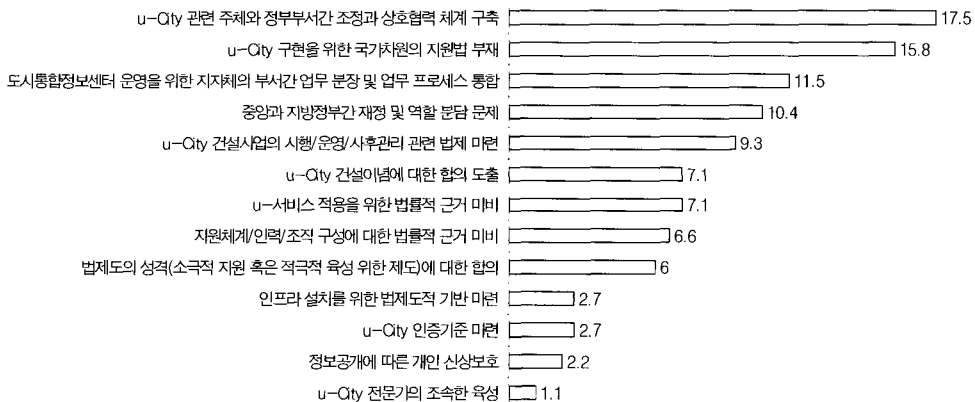 u-City 관련 주체와 정부부서간 조정과 상호협력 체계 구축 17.5
u-City 구현을 위한 국가차원의 지원법 부재 15.8
도시통합정보센터 운영을 위한 지자체의 부서간 업무 분장 및 업무 프로세스 통합 11.5
중앙과 지방정부간 재정 및 역할 분담 문제 10.4
u-City 건설사업의 시행/운영/사후관리 관련 법제 마련 9.3
u-City 건설이념에 대한 합의 도출 7.1
u-서비스 적용을 위한 법률적 근거 미비 7.1
지원체계/인력/조직 구성에 대한 법률적 근거 미비 6.6
법제도의 성격(소극적 지원 혹은 적극적 육성 위한 제도)에 대한 합의 6
인프라 설치를 위한 법제도적 기반 마련 2.7
u-City 인증기준 마련 2.7
정보공개에 따른 개인 신상보호 2.2
u-City 전문가의 조속한 육성 1.1